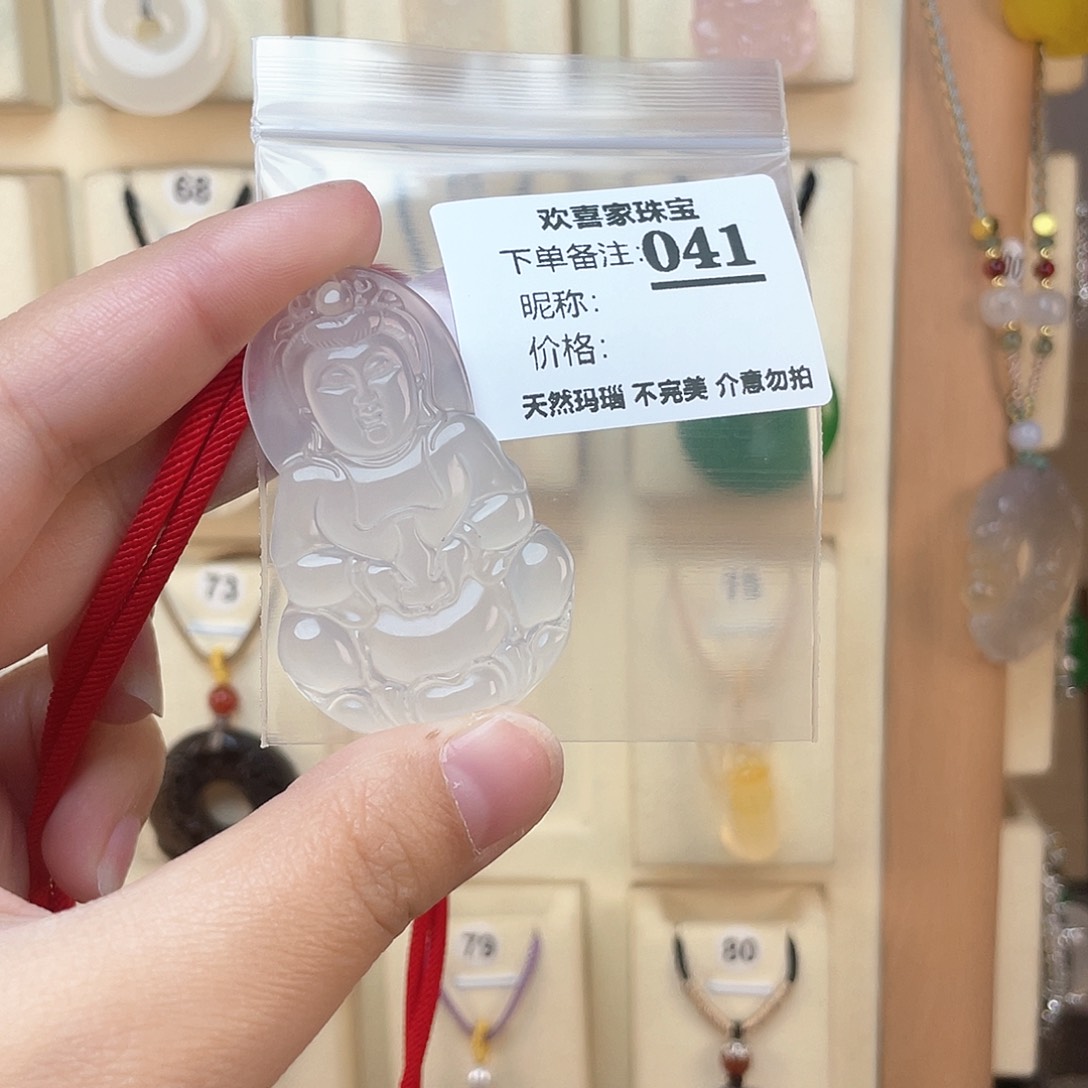 68
欢喜家珠宝
下单备注:041
昵称:
价格:
天然玛瑙 不完美 介意勿拍
73
79
80